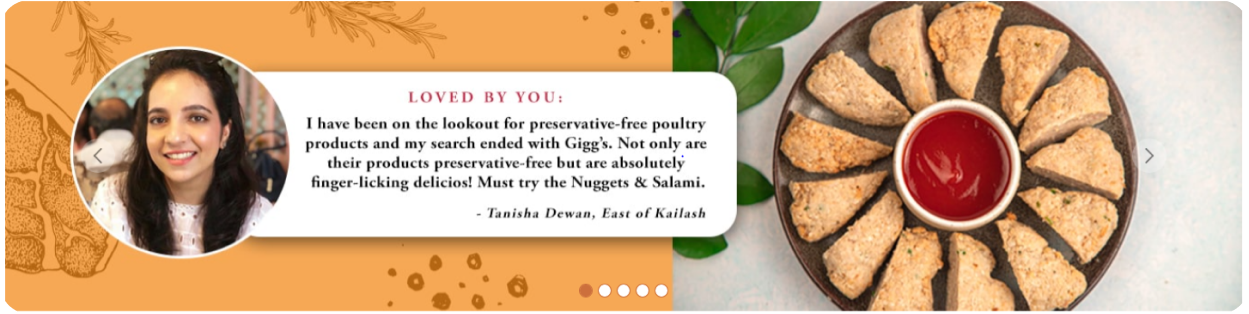 LOVED BY YOU:
I have been on the lookout for preservative-free poultry
products and my search ended with Gigg's. Not only are
their products preservative-free but are absolutely
finger-licking delicios! Must try the Nuggets & Salami.
- Tanisha Dewan, East of Kailash